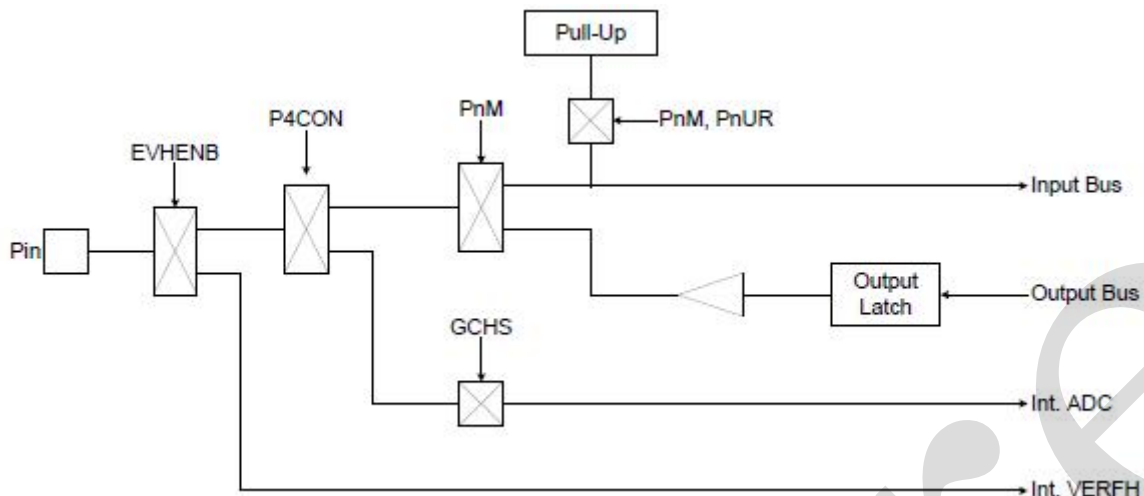 Pull-Up
PnM
PnM, PnUR
P4CON
EVHENB
Input Bus
Pin
Output
Latch
Output Bus
GCHS
Int. ADC
Int. VERFH